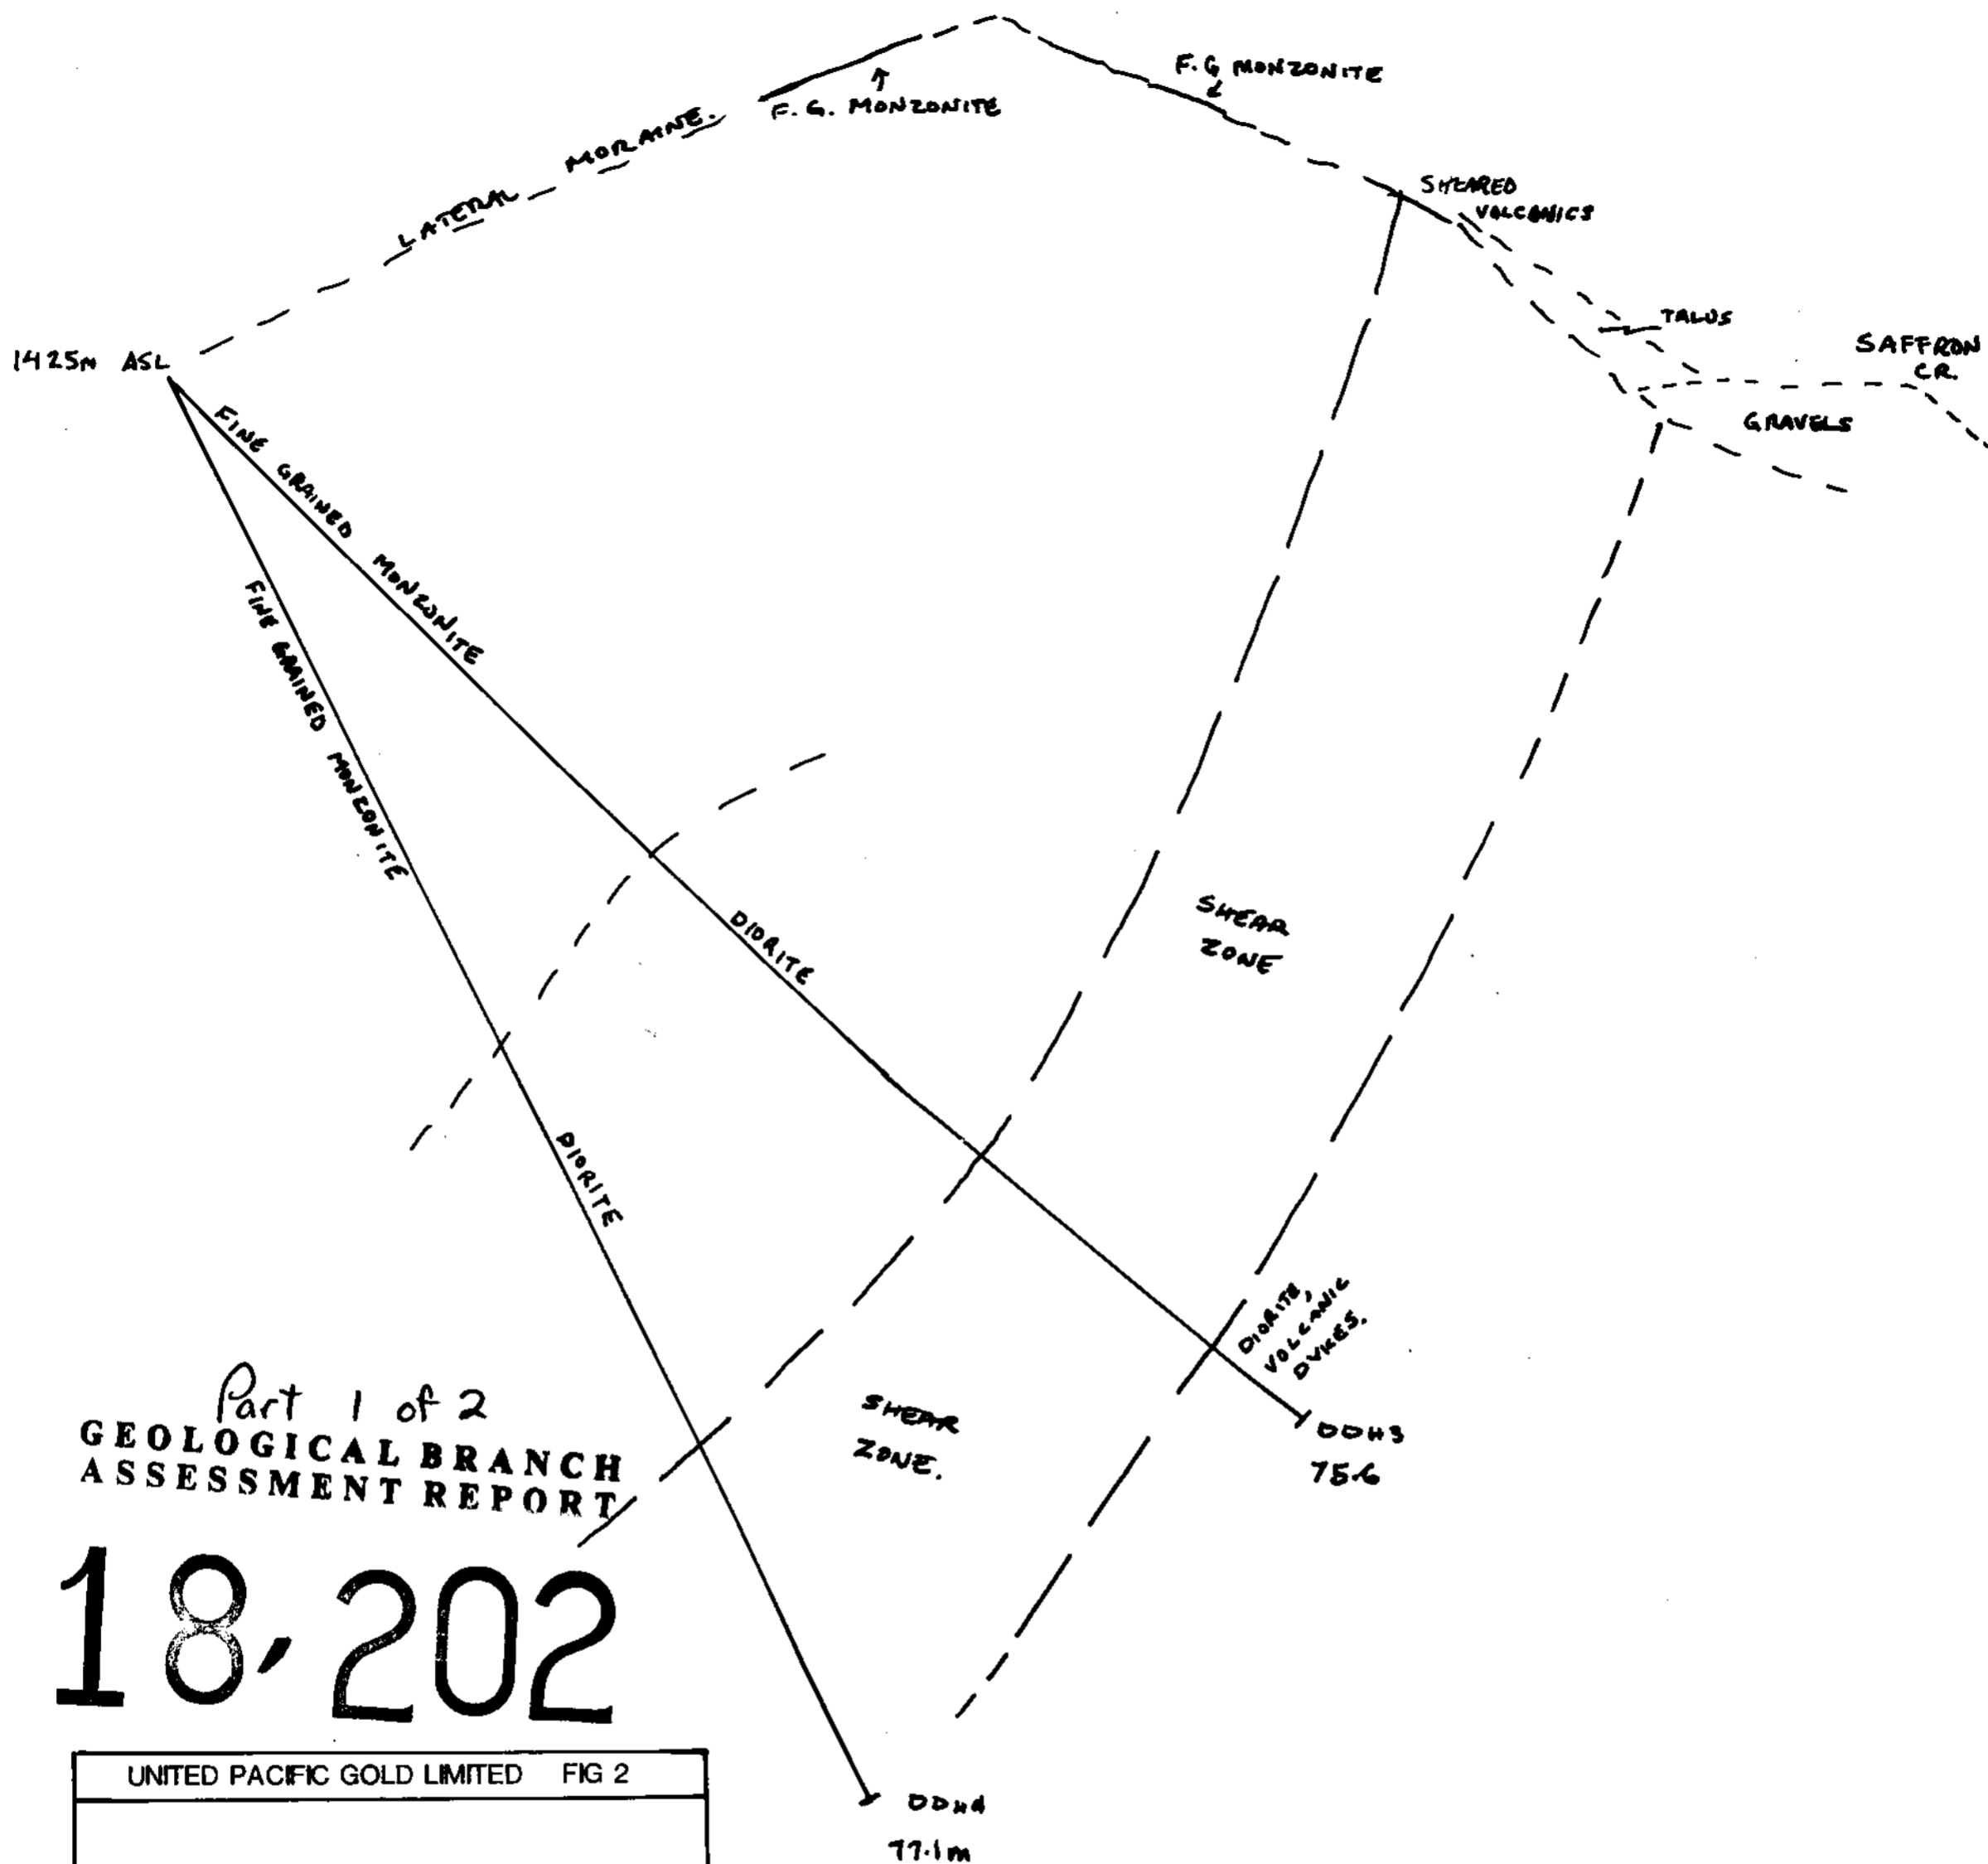 F.G. MONZONITE
F.G MONZONITE
LATERAL MORAINE.
SHEARED
VOLCANICS
TALUS
SAFFRON
CR.
GRAVELS
1425m ASL
FINE GRAINED MONZONITE
FINE GRAINED MONZONITE
DIORITE
DIORITE
SHEAR
ZONE
DIORITE,
VOLCANIC
DYKES.
SHEAR
ZONE.
DDH3
75.6
Part 1 of 2
GEOLOGICAL BRANCH
ASSESSMENT REPORT
18,202
UNITED PACIFIC GOLD LIMITED FIG 2
DDH4
77.1m